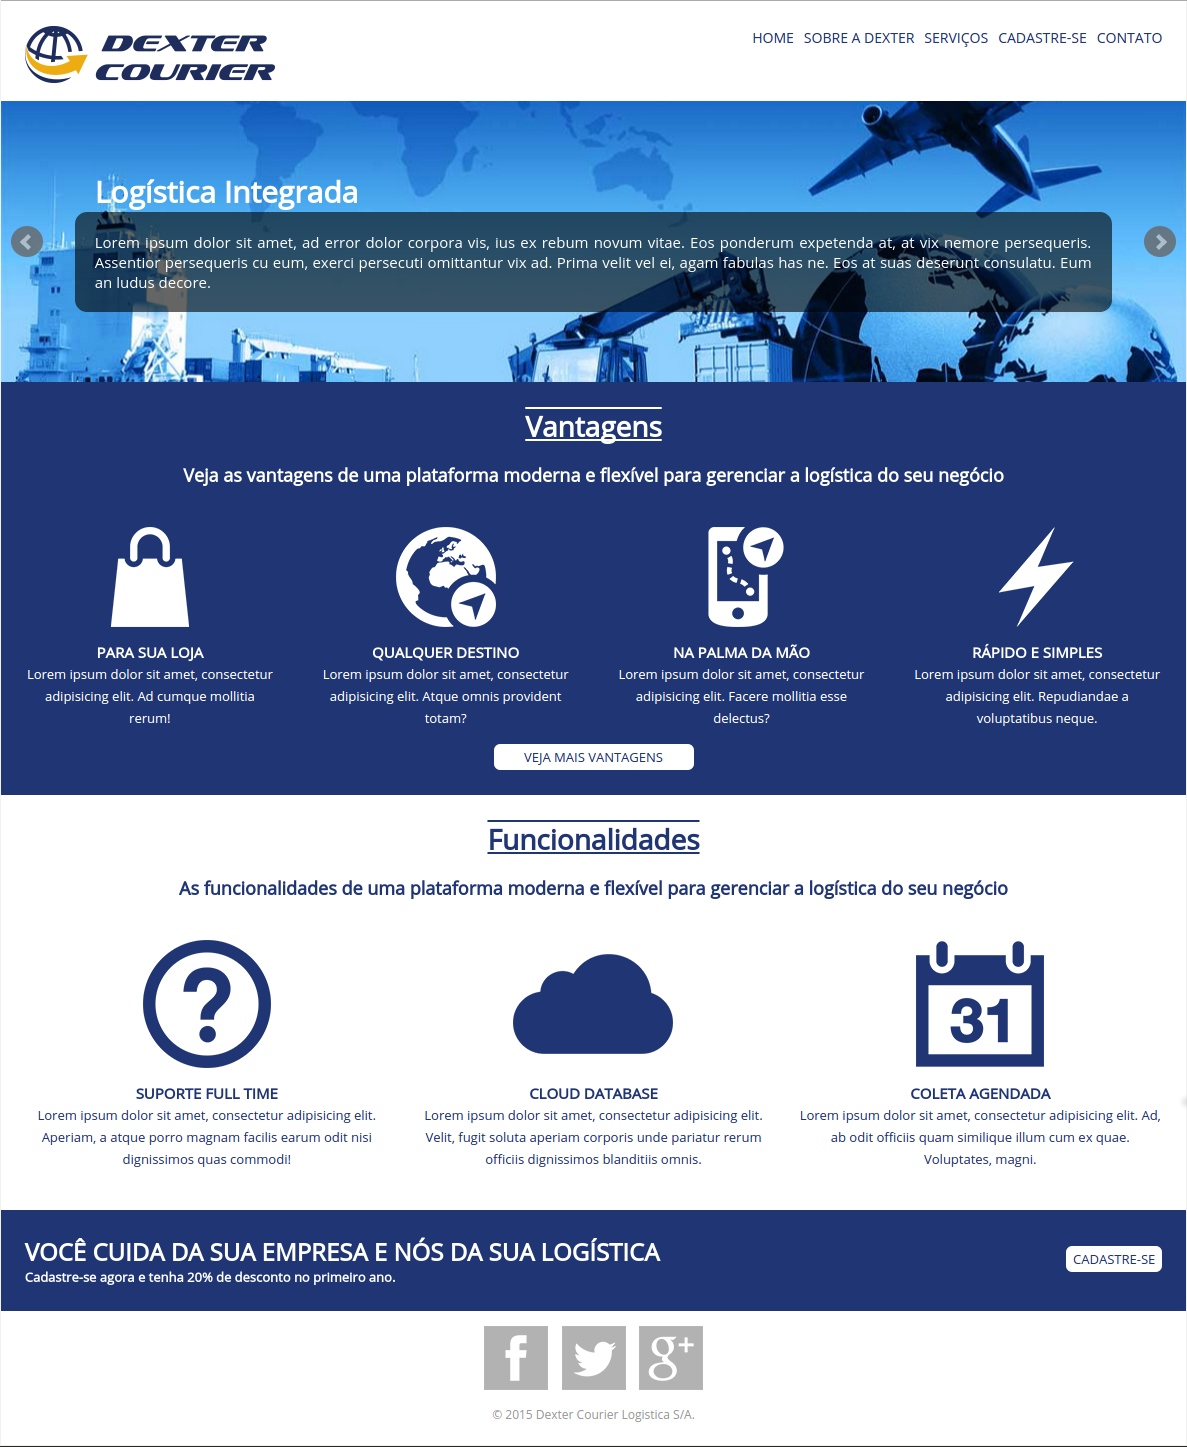 DEXTER
COURIER
HOME SOBRE A DEXTER SERVIÇOS CADASTRE-SE CONTATO
Logística Integrada
Lorem ipsum dolor sit amet, ad error dolor corpora vis, ius ex rebum novum vitae. Eos ponderum expetenda at, at vix nemore persequeris.
Assentior persequeris cu eum, exerci persecuti omittantur vix ad. Prima velit vel ei, agam fabulas has ne. Eos at suas deserunt consulatu. Eum
an ludus decore.
Vantagens
Veja as vantagens de uma plataforma moderna e flexível para gerenciar a logística do seu negócio
PARA SUA LOJA
Lorem ipsum dolor sit amet, consectetur
adipisicing elit. Ad cumque mollitia
rerum!
QUALQUER DESTINO
Lorem ipsum dolor sit amet, consectetur
adipisicing elit. Atque omnis provident
totam?
NA PALMA DA MÃO
Lorem ipsum dolor sit amet, consectetur
adipisicing elit. Facere mollitia esse
delectus?
RÁPIDO E SIMPLES
Lorem ipsum dolor sit amet, consectetur
adipisicing elit. Repudiandae a
voluptatibus neque.
VEJA MAIS VANTAGENS
Funcionalidades
As funcionalidades de uma plataforma moderna e flexível para gerenciar a logística do seu negócio
31
SUPORTE FULL TIME
Lorem ipsum dolor sit amet, consectetur adipisicing elit.
Aperiam, a atque porro magnam facilis earum odit nisi
dignissimos quas commodi!
CLOUD DATABASE
Lorem ipsum dolor sit amet, consectetur adipisicing elit.
Velit, fugit soluta aperiam corporis unde pariatur rerum
officiis dignissimos blanditiis omnis.
COLETA AGENDADA
Lorem ipsum dolor sit amet, consectetur adipisicing elit. Ad,
ab odit officiis quam similique illum cum ex quae.
Voluptates, magni.
VOCÊ CUIDA DA SUA EMPRESA E NÓS DA SUA LOGÍSTICA
Cadastre-se agora e tenha 20% de desconto no primeiro ano.
CADASTRE-SE
© 2015 Dexter Courier Logistica S/A.